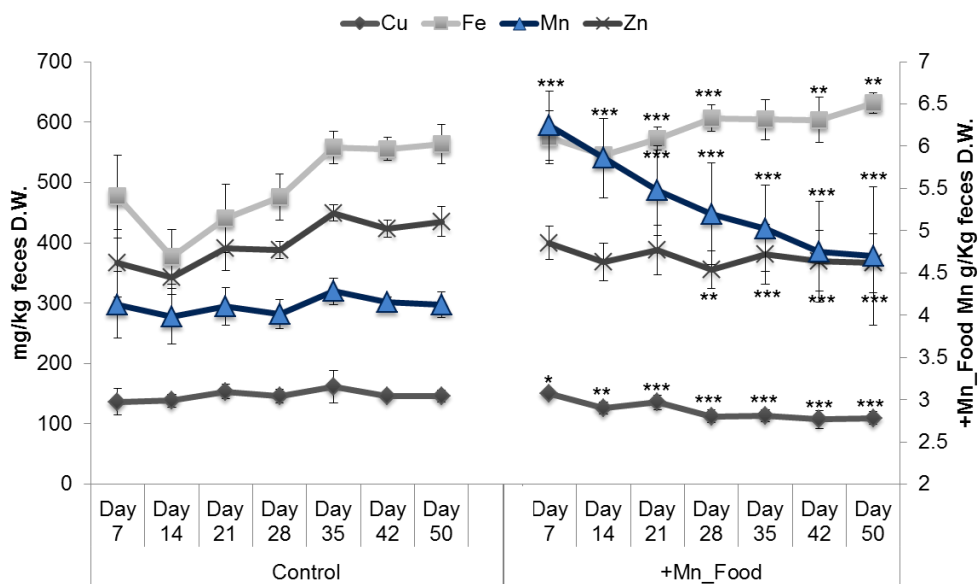 Cu Fe Mn Zn
mg/Kg feces D.W.
700
600
500
400
300
200
100
0
+Mn_Food Mn g/Kg feces D.W.
7
6.5
6
5.5
5
4.5
4
3.5
3
2.5
2
*** *** *** *** ** **
*** *** *** *** ***
** *** *** ***
* ** *** *** *** *** ***
Day Day Day Day Day Day Day Day Day Day Day Day Day Day
7 14 21 28 35 42 50 7 14 21 28 35 42 50
Control +Mn_Food